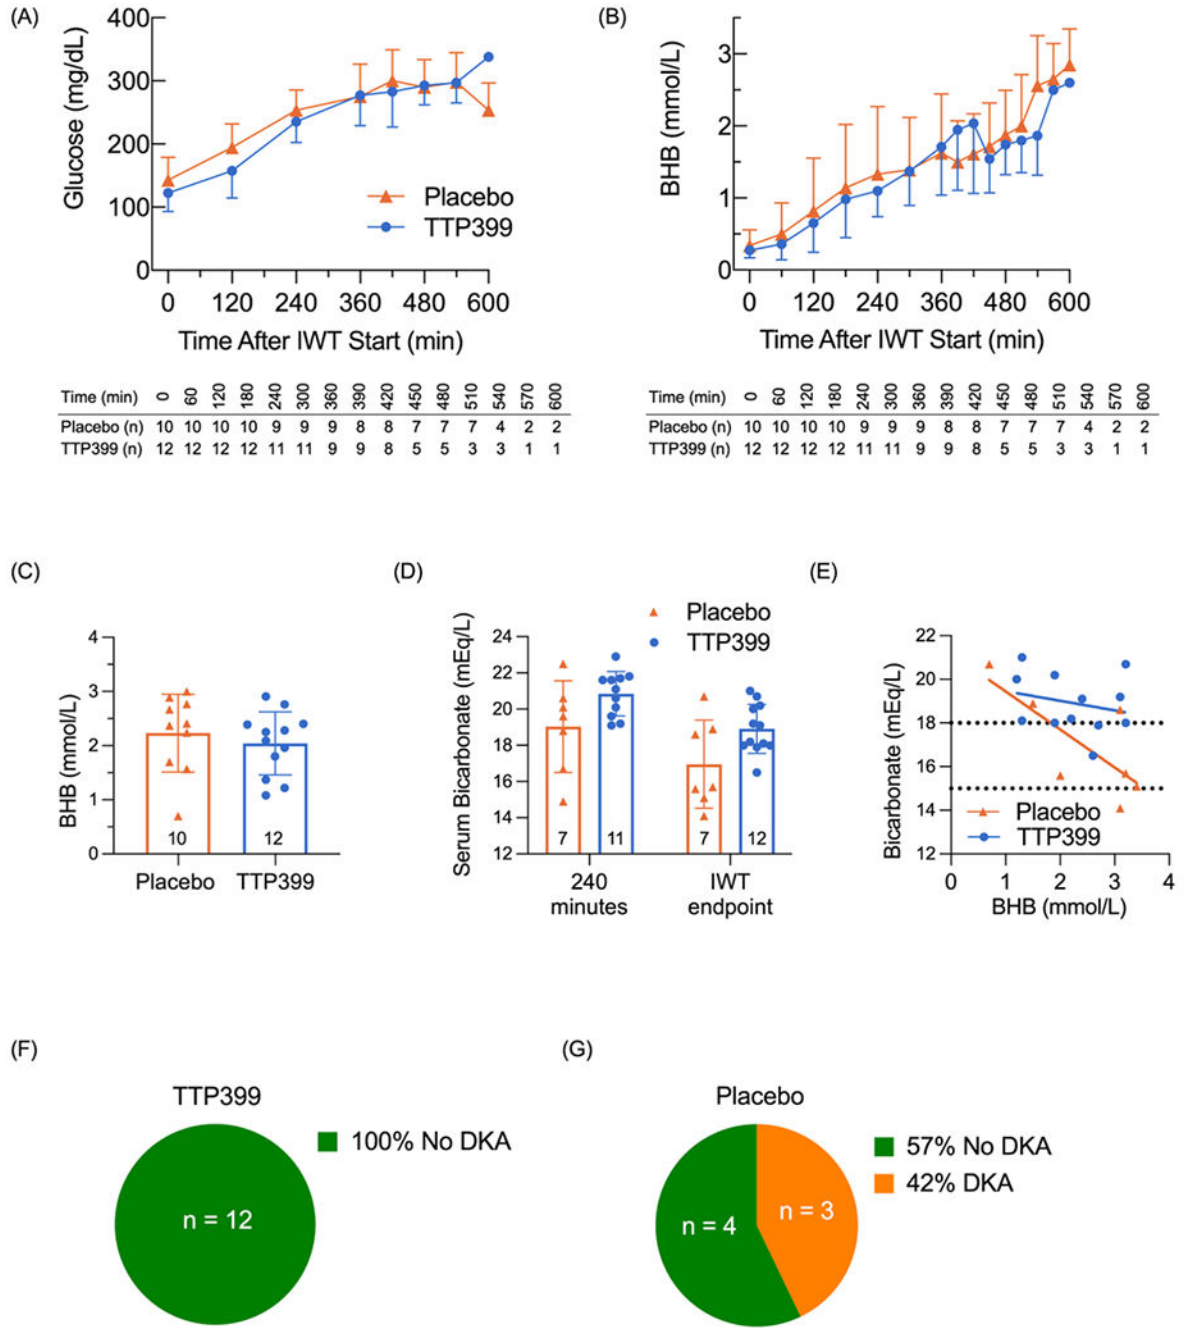 (A)
Glucose (mg/dL)
400
300
200
100
0
Placebo
TTP399
0 120 240 360 480 600
Time After IWT Start (min)
Time (min) 0 60 120 180 240 300 360 390 420 450 480 510 540 570 600
Placebo (n) 10 10 10 10 9 9 9 8 8 7 7 7 4 2 2
TTP399 (n) 12 12 12 12 11 11 9 9 8 5 5 3 3 1 1
(B)
BHB (mmol/L)
3
2
1
0
0 120 240 360 480 600
Time After IWT Start (min)
Time (min) 0 60 120 180 240 300 360 390 420 450 480 510 540 570 600
Placebo (n) 10 10 10 10 9 9 9 8 8 7 7 7 4 2 2
TTP399 (n) 12 12 12 12 11 11 9 9 8 5 5 3 3 1 1
(C)
BHB (mmol/L)
4
3
2
1
0
10 12
Placebo TTP399
(D)
Serum Bicarbonate (mEq/L)
Placebo
TTP399
24
22
20
18
16
14
12
7 11 7 12
240 IWT
minutes endpoint
(E)
Bicarbonate (mEq/L)
22
20
18
16
14
12
Placebo
TTP399
0 1 2 3 4
BHB (mmol/L)
(F)
TTP399
100% No DKA
n = 12
(G)
Placebo
57% No DKA
42% DKA
n = 4
n = 3